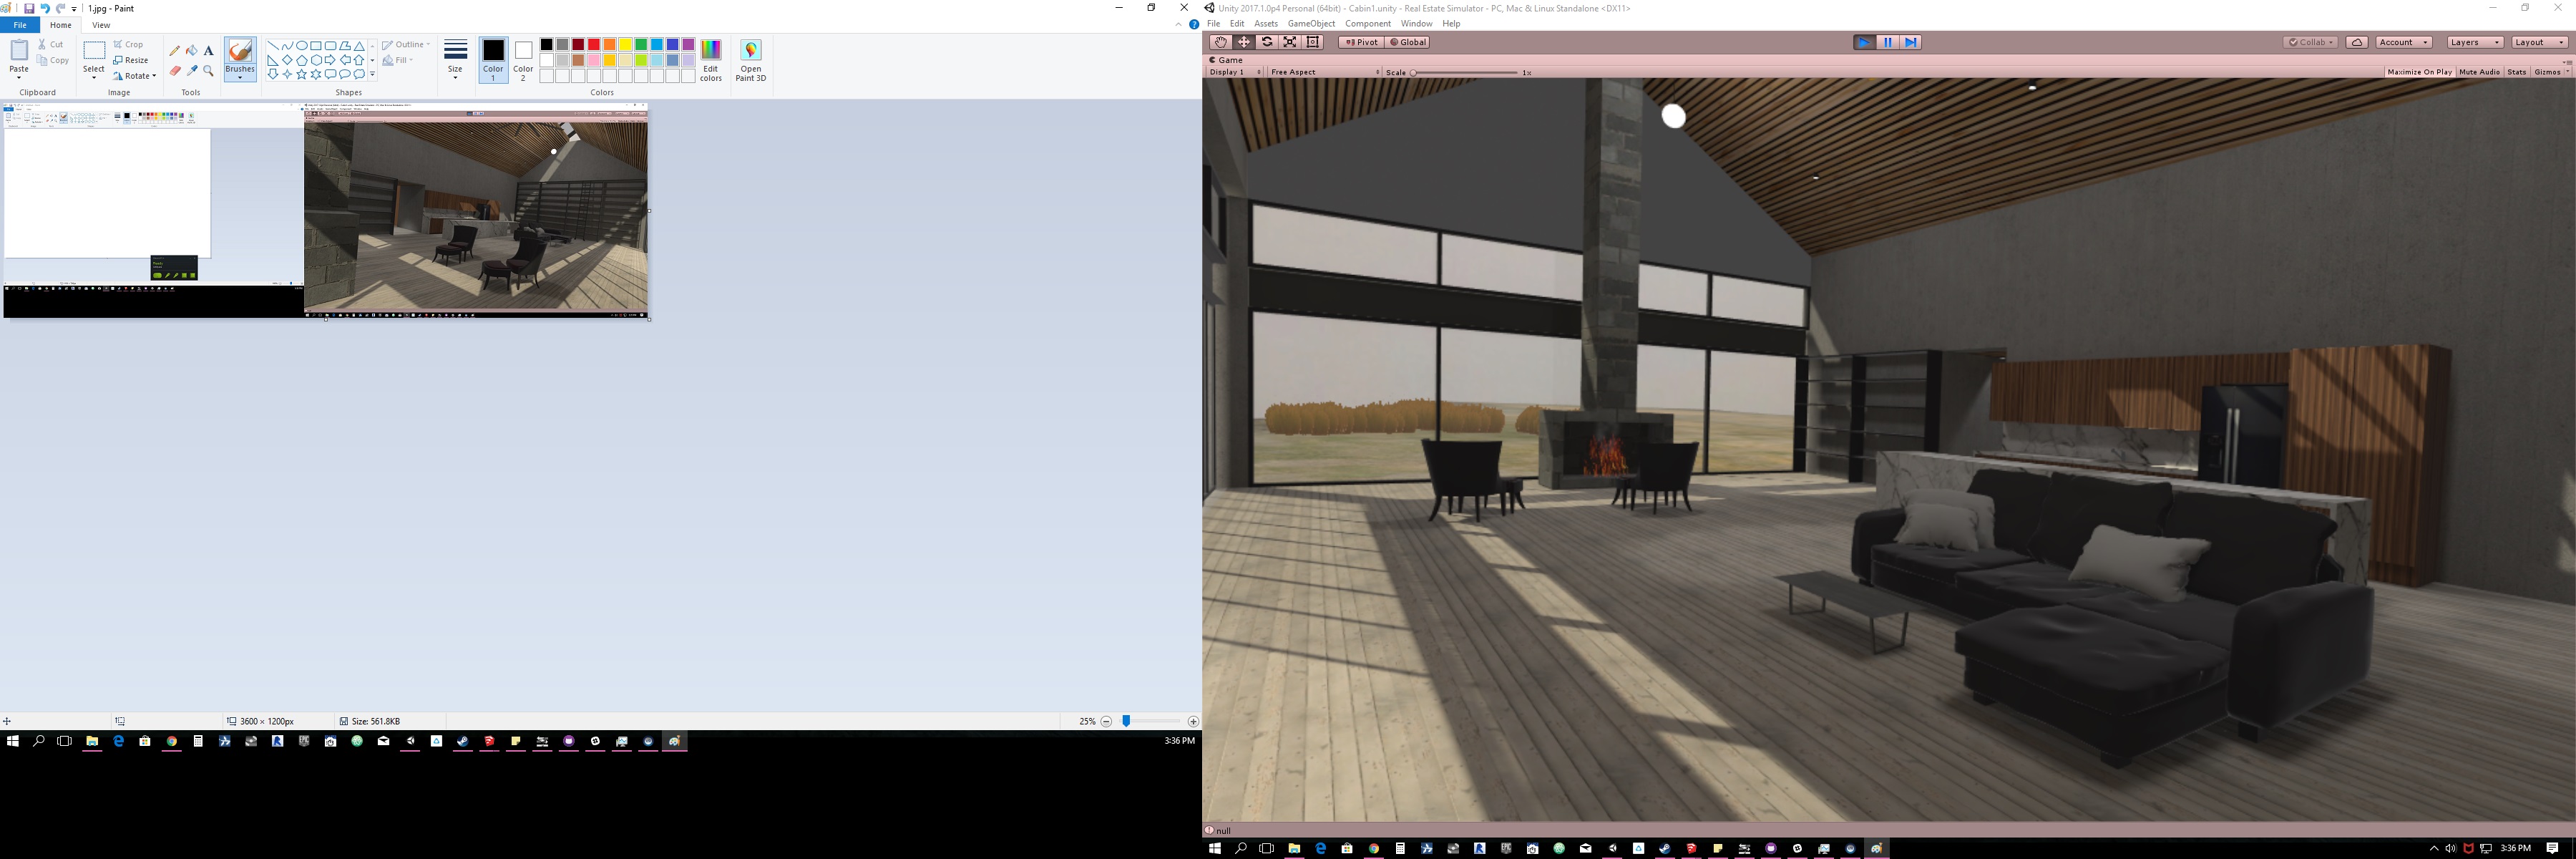 1.jpg - Paint
File Home View
Paste
Cut
Copy
Clipboard
Select
Crop
Resize
Rotate
Image
A
Tools
Brushes
Outline
Fill
Shapes
Size
Color
1
Color
2
Edit
colors
Colors
Open
Paint 3D
3600 × 1200px
Size: 561.8KB
25%
3:36 PM
Unity 2017.1.0p4 Personal (64bit) - Cabin1.unity - Real Estate Simulator - PC, Mac & Linux Standalone <DX11>
File Edit Assets GameObject Component Window Help
Pivot Global
Collab Account Layers Layout
Game
Display 1 Free Aspect Scale 1x
Maximize On Play Mute Audio Stats Gizmos
null
3:36 PM